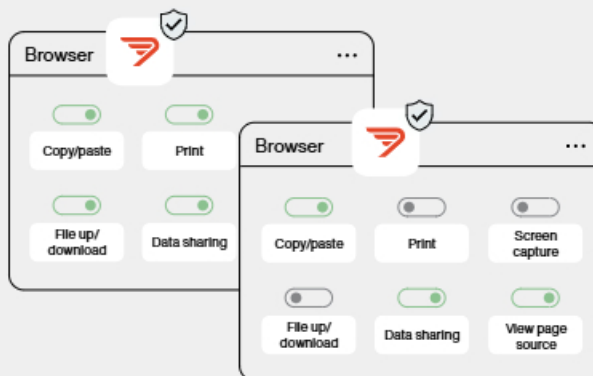 Browser
Copy/paste
Print
File up/
download
Data sharing
Browser
Copy/paste
Print
Screen
capture
File up/
download
Data sharing
View page
source